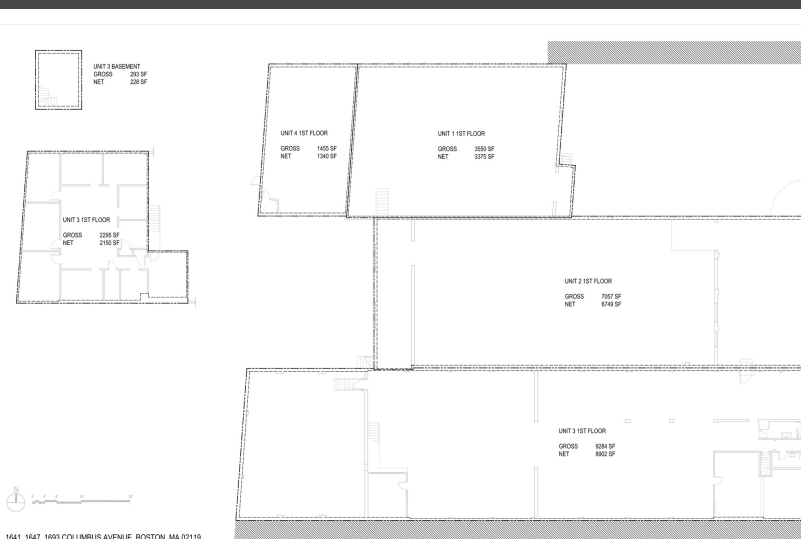 UNIT 3 BASEMENT
GROSS 293 SF
NET 228 SF
UNIT 4 1ST FLOOR
GROSS 1455 SF
NET 1340 SF
UNIT 1 1ST FLOOR
GROSS 3550 SF
NET 3375 SF
UNIT 3 1ST FLOOR
GROSS 2295 SF
NET 2150 SF
UNIT 2 1ST FLOOR
GROSS 7057 SF
NET 6749 SF
UNIT 3 1ST FLOOR
GROSS 9284 SF
NET 8902 SF
N
1641, 1647, 1693 COLUMBUS AVENUE, BOSTON, MA 02119